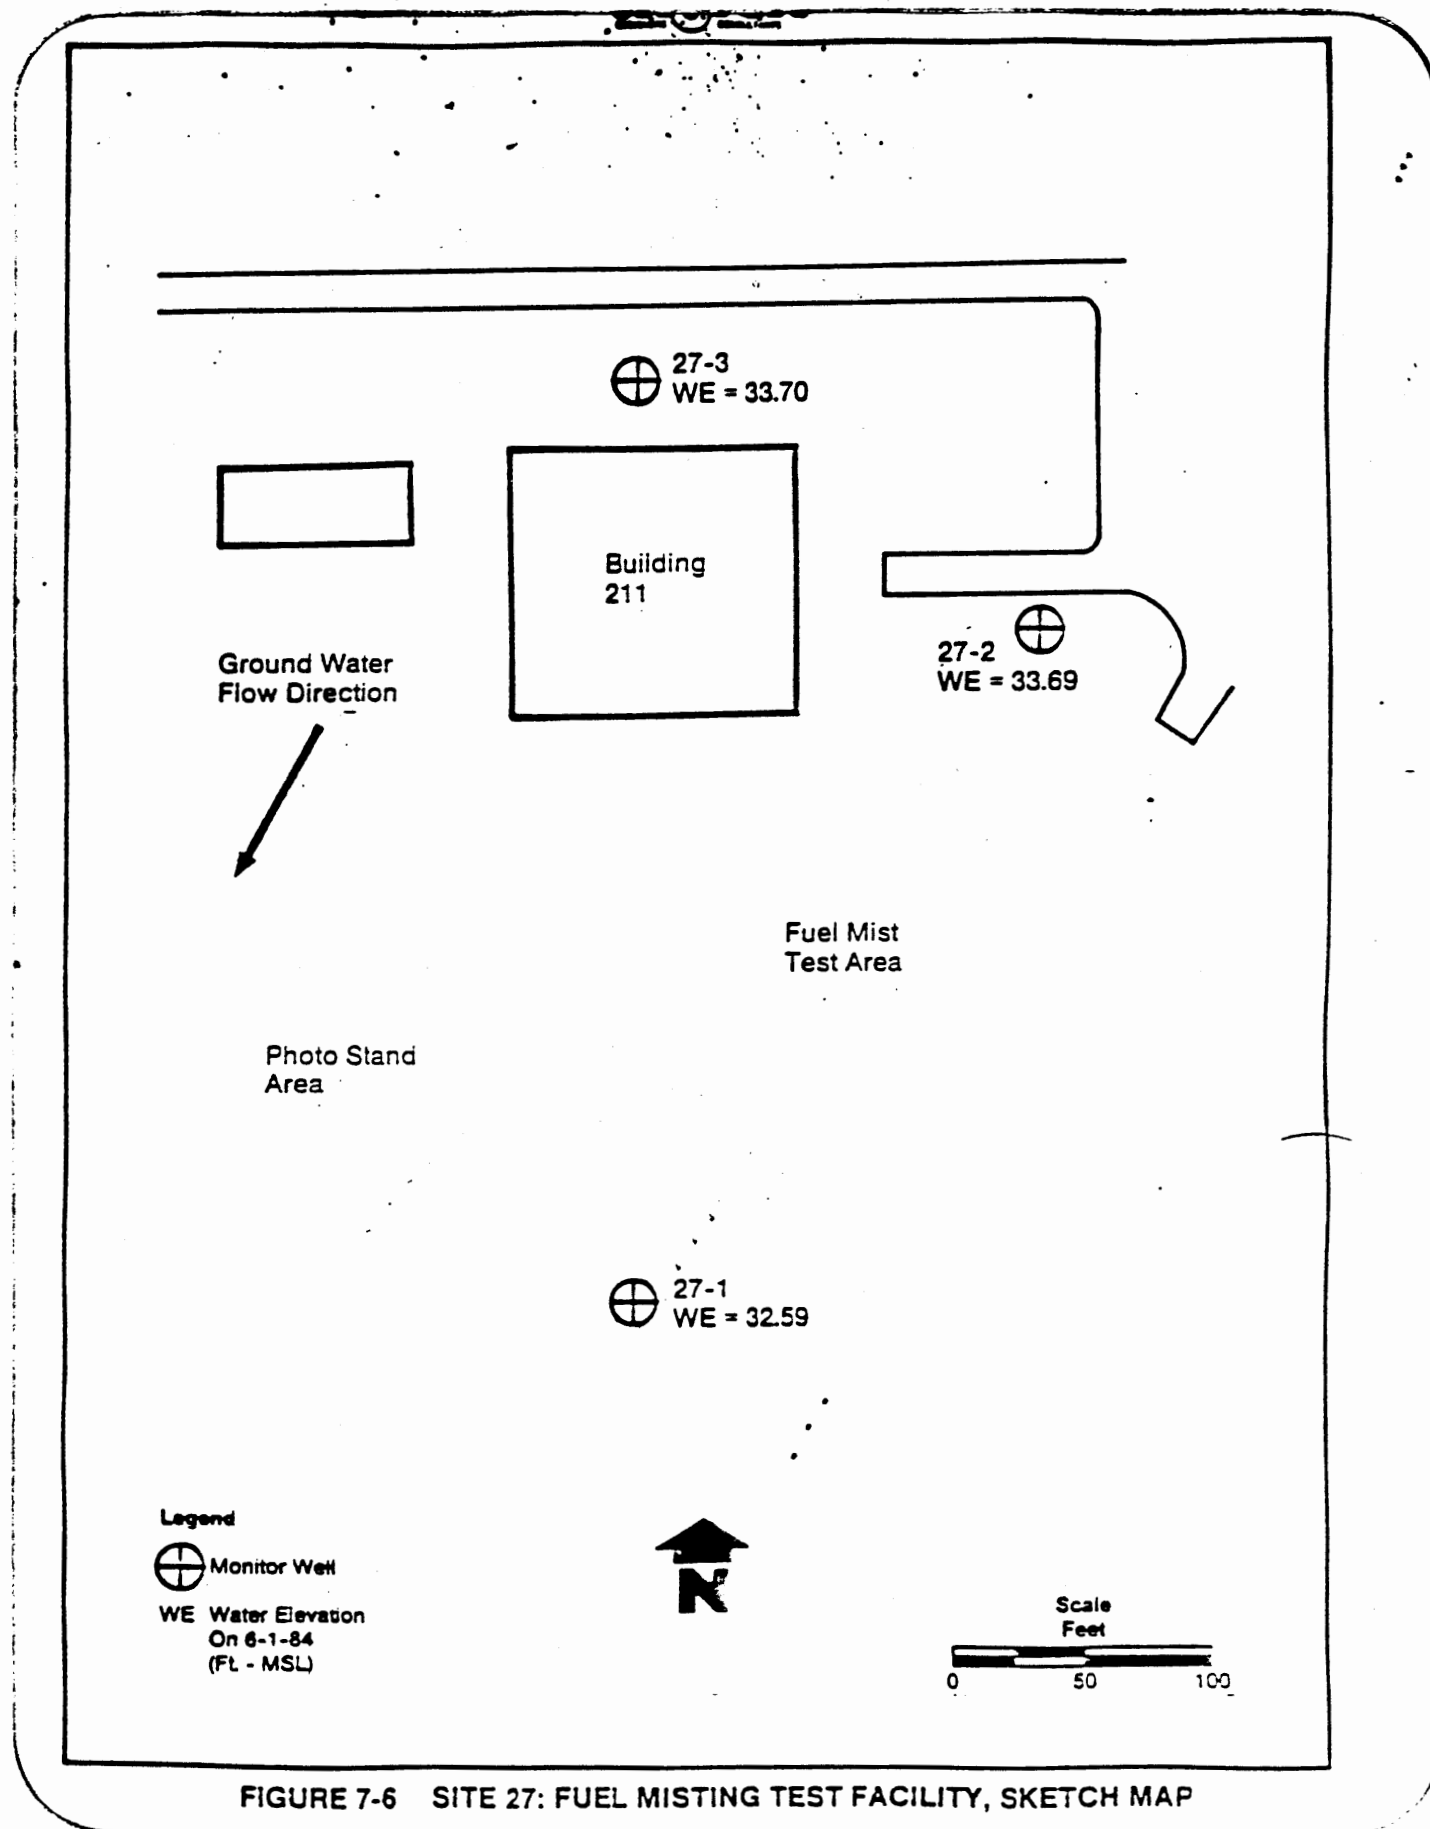 27-3
WE = 33.70
Building
211
27-2
WE = 33.69
Ground Water
Flow Direction
Fuel Mist
Test Area
Photo Stand
Area
27-1
WE = 32.59
Legend
Monitor Well
WE Water Elevation
On 6-1-84
(Ft. - MSL)
N
Scale
Feet
0 50 100
FIGURE 7-6 SITE 27: FUEL MISTING TEST FACILITY, SKETCH MAP